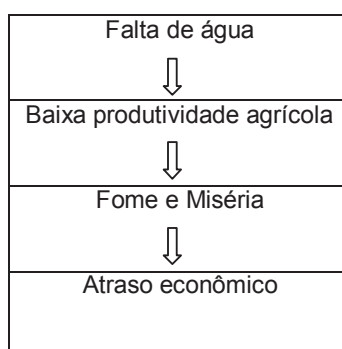 Falta de água
Baixa produtividade agrícola
Fome e Miséria
Atraso econômico